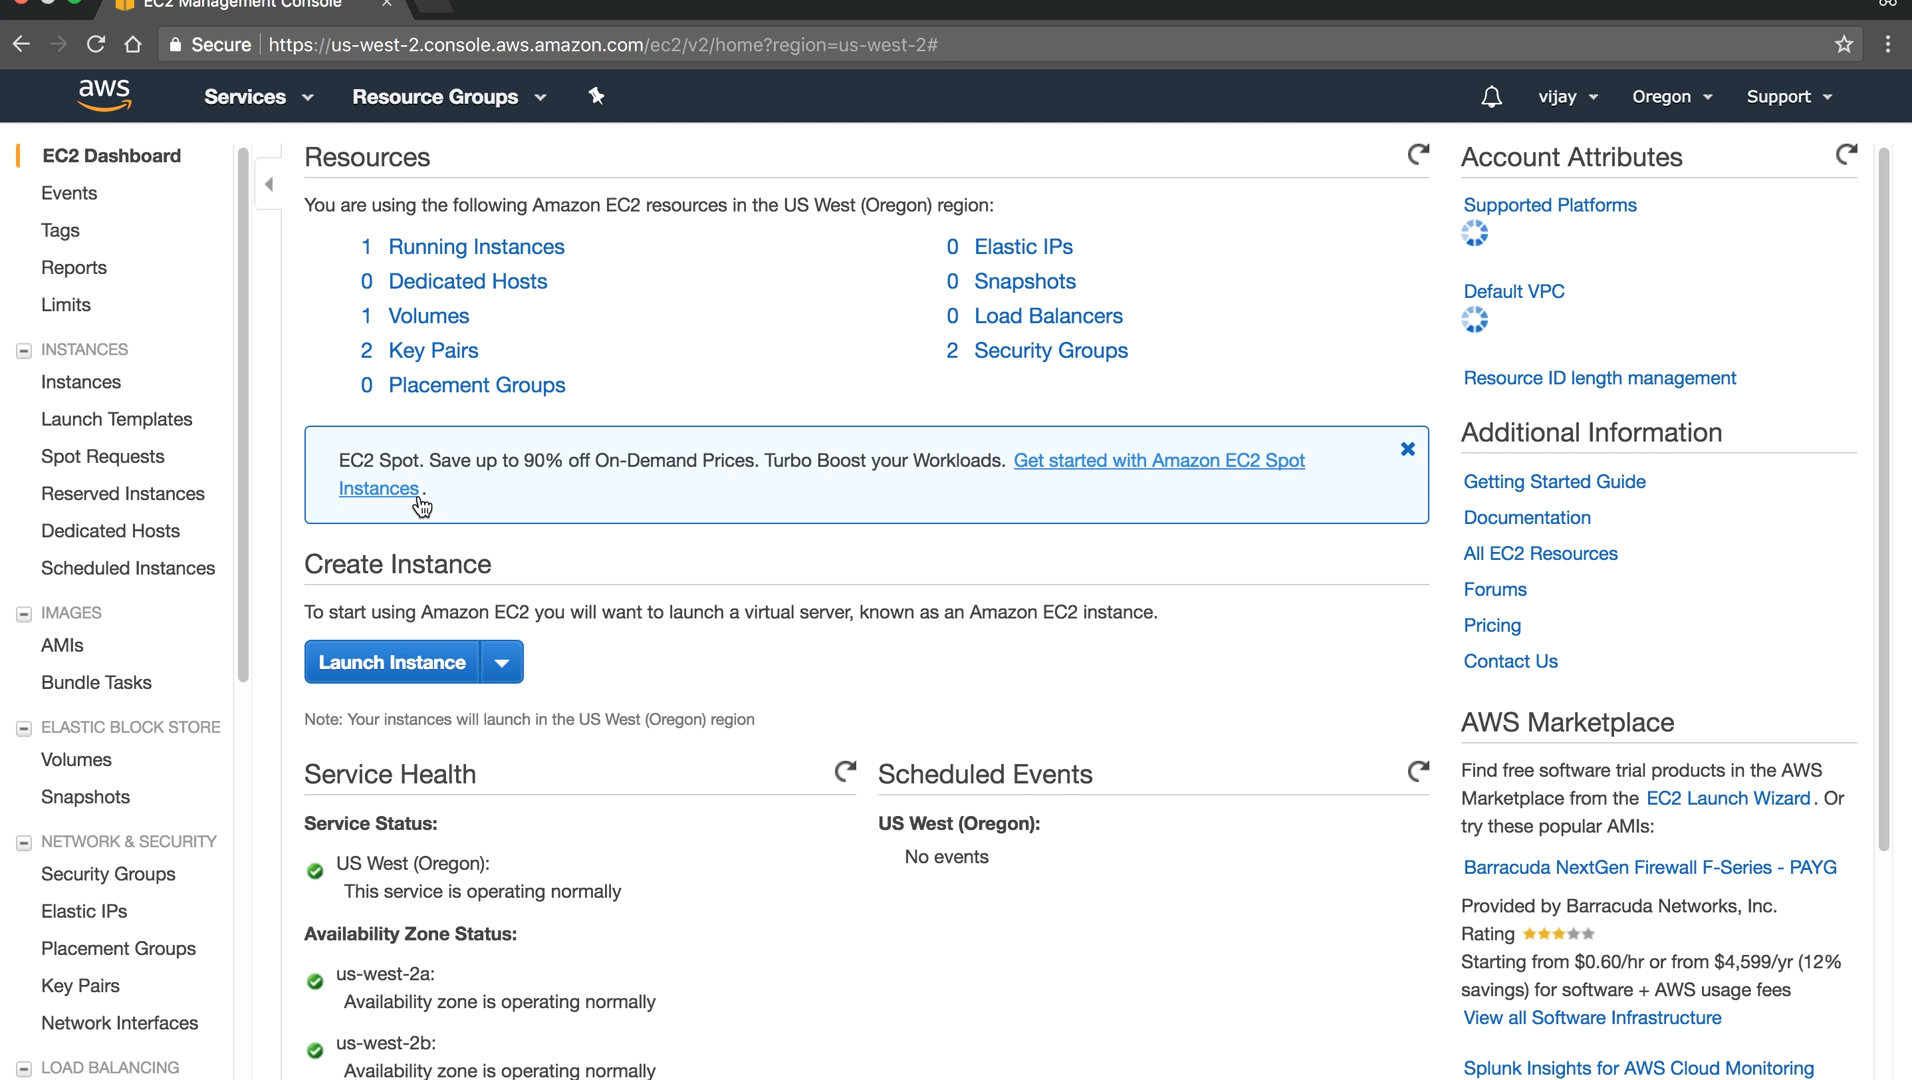 EC2 Management Console
Secure
https://us-west-2.console.aws.amazon.com/ec2/v2/home?region=us-west-2#
aws
Services
Resource Groups
vijay
Oregon
Support
EC2 Dashboard
Events
Tags
Reports
Limits
INSTANCES
Instances
Launch Templates
Spot Requests
Reserved Instances
Dedicated Hosts
Scheduled Instances
IMAGES
AMIs
Bundle Tasks
ELASTIC BLOCK STORE
Volumes
Snapshots
NETWORK & SECURITY
Security Groups
Elastic IPs
Placement Groups
Key Pairs
Network Interfaces
LOAD BALANCING
Resources
You are using the following Amazon EC2 resources in the US West (Oregon) region:
1 Running Instances
0 Elastic IPs
0 Dedicated Hosts
0 Snapshots
1 Volumes
0 Load Balancers
2 Key Pairs
2 Security Groups
0 Placement Groups
EC2 Spot. Save up to 90% off On-Demand Prices. Turbo Boost your Workloads. Get started with Amazon EC2 Spot
Instances.
Create Instance
To start using Amazon EC2 you will want to launch a virtual server, known as an Amazon EC2 instance.
Launch Instance
Note: Your instances will launch in the US West (Oregon) region
Service Health
Service Status:
US West (Oregon):
This service is operating normally
Availability Zone Status:
us-west-2a:
Availability zone is operating normally
us-west-2b:
Availability zone is operating normally
Scheduled Events
US West (Oregon):
No events
Account Attributes
Supported Platforms
Default VPC
Resource ID length management
Additional Information
Getting Started Guide
Documentation
All EC2 Resources
Forums
Pricing
Contact Us
AWS Marketplace
Find free software trial products in the AWS
Marketplace from the EC2 Launch Wizard. Or
try these popular AMIs:
Barracuda NextGen Firewall F-Series - PAYG
Provided by Barracuda Networks, Inc.
Rating
Starting from $0.60/hr or from $4,599/yr (12%
savings) for software + AWS usage fees
View all Software Infrastructure
Splunk Insights for AWS Cloud Monitoring